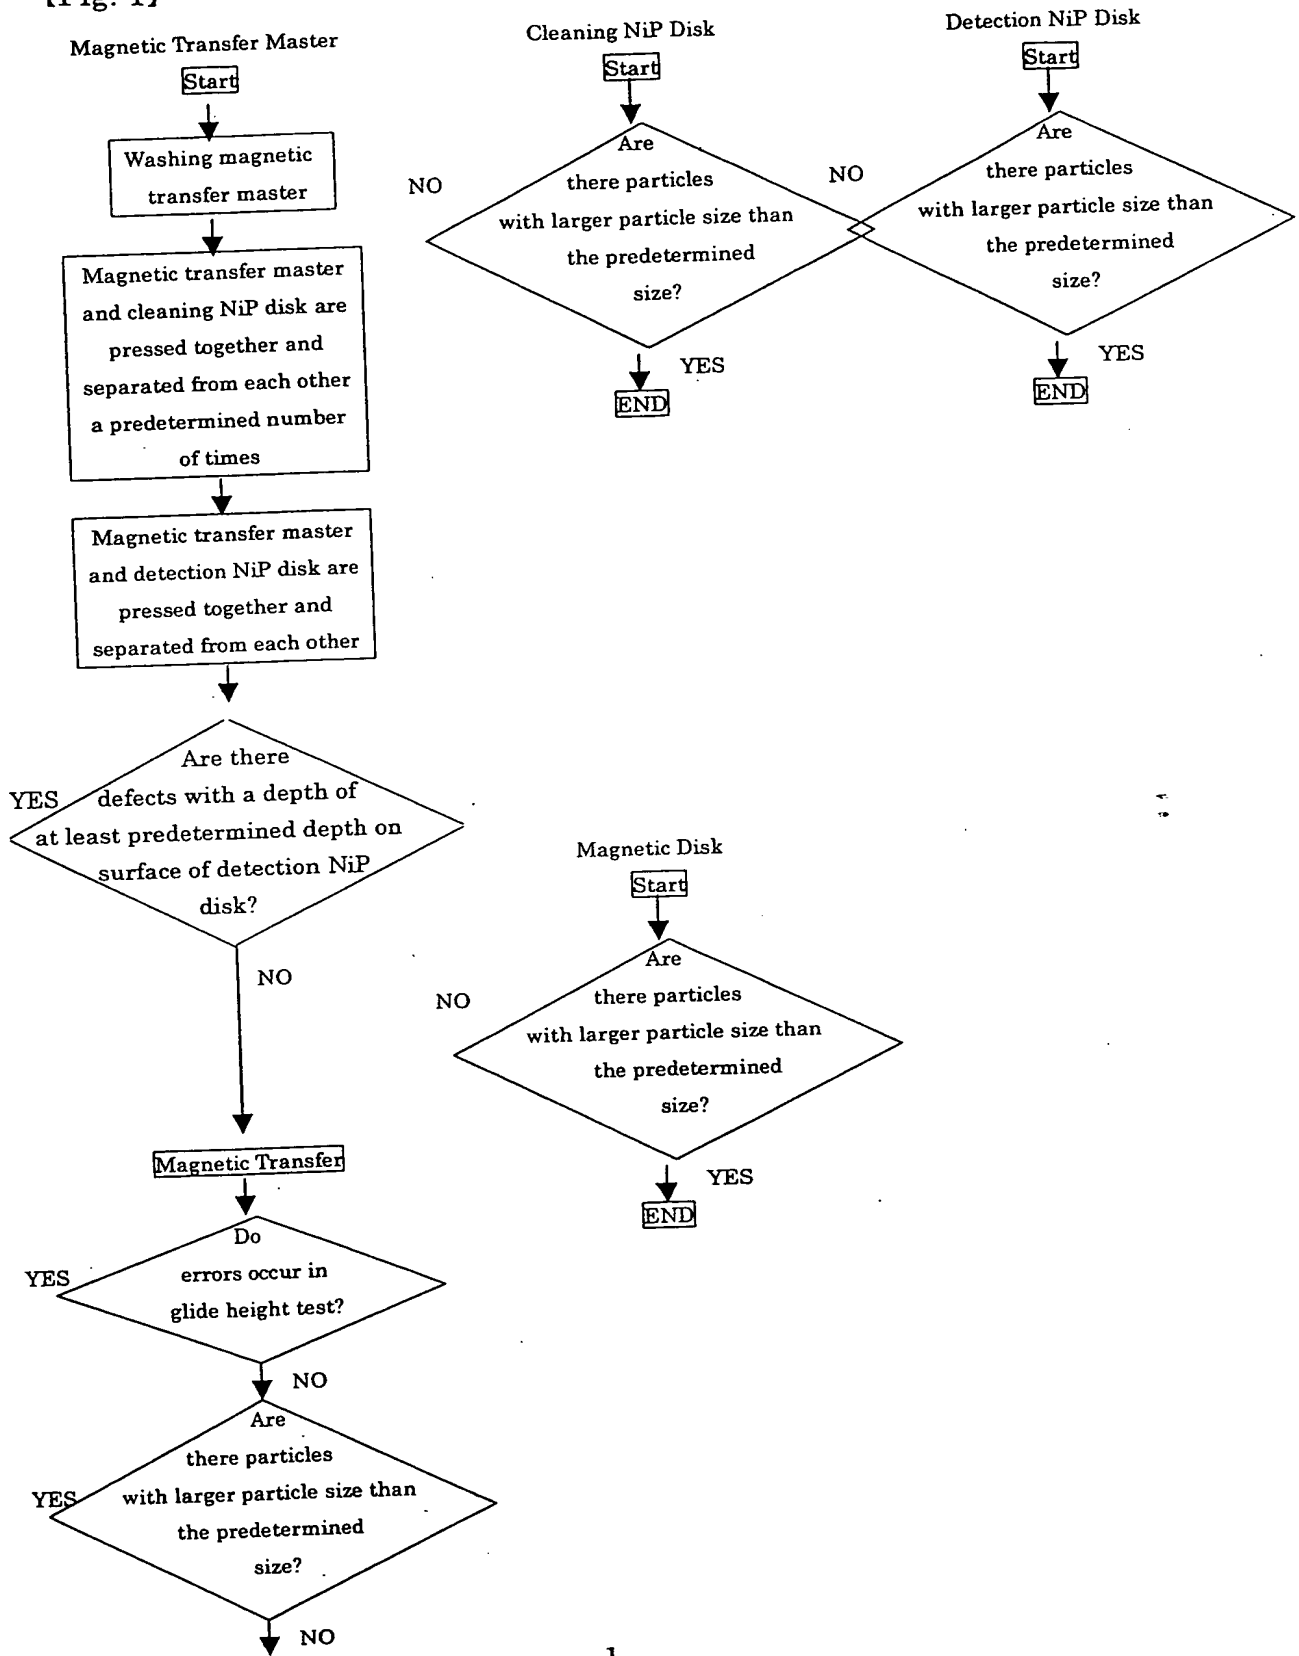 [Fig. 1]
Magnetic Transfer Master
Start
Washing magnetic
transfer master
Magnetic transfer master
and cleaning NiP disk are
pressed together and
separated from each other
a predetermined number
of times
Magnetic transfer master
and detection NiP disk are
pressed together and
separated from each other
Are there
defects with a depth of
at least predetermined depth on
surface of detection NiP
disk?
YES
NO
Magnetic Transfer
Do
errors occur in
glide height test?
YES
NO
Are
there particles
with larger particle size than
the predetermined
size?
YES
NO
Cleaning NiP Disk
Start
Are
there particles
with larger particle size than
the predetermined
size?
NO
YES
END
Detection NiP Disk
Start
Are
there particles
with larger particle size than
the predetermined
size?
NO
YES
END
Magnetic Disk
Start
Are
there particles
with larger particle size than
the predetermined
size?
NO
YES
END
1